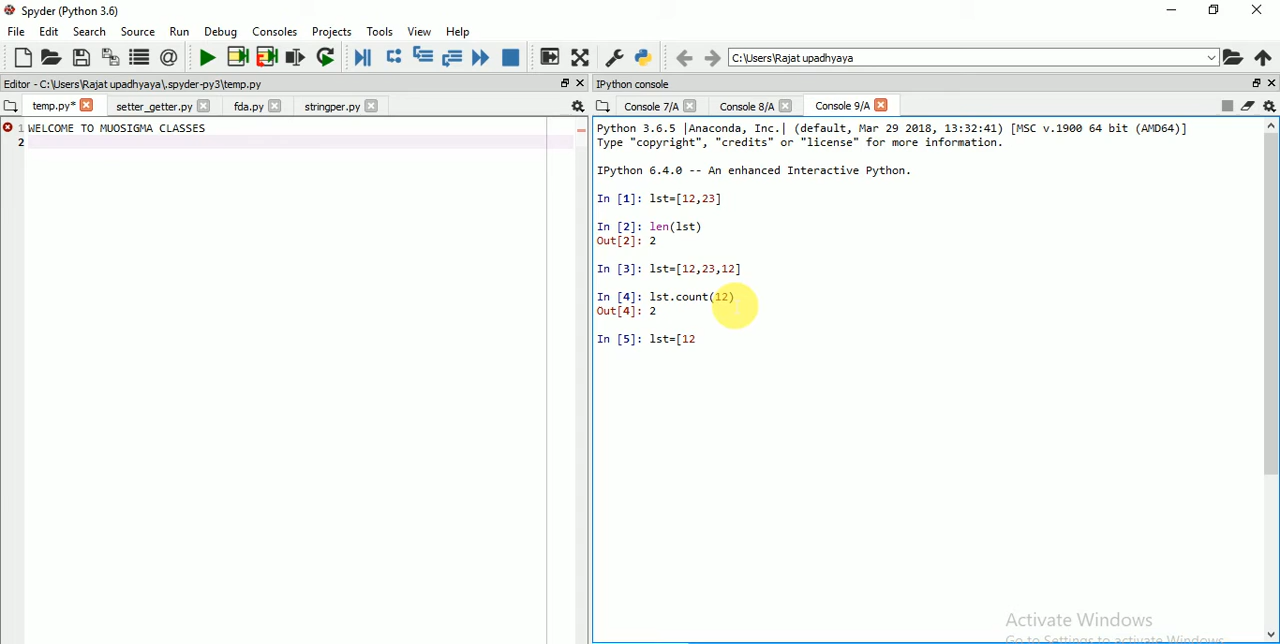 Spyder (Python 3.6)
File Edit Search Source Run Debug Consoles Projects Tools View Help
C:\Users\Rajat upadhyaya
Editor - C:\Users\Rajat upadhyaya\.spyder-py3\temp.py
IPython console
temp.py* setter_getter.py fda.py stringper.py
Console 7/A Console 8/A Console 9/A
1 WELCOME TO MUOSIGMA CLASSES
2
Python 3.6.5 |Anaconda, Inc.| (default, Mar 29 2018, 13:32:41) [MSC v.1900 64 bit (AMD64)]
Type "copyright", "credits" or "license" for more information.
IPython 6.4.0 -- An enhanced Interactive Python.
In [1]: lst=[12,23]
In [2]: len(lst)
Out[2]: 2
In [3]: lst=[12,23,12]
In [4]: lst.count(12)
Out[4]: 2
In [5]: lst=[12
Activate Windows
Go to Settings to activate Windows